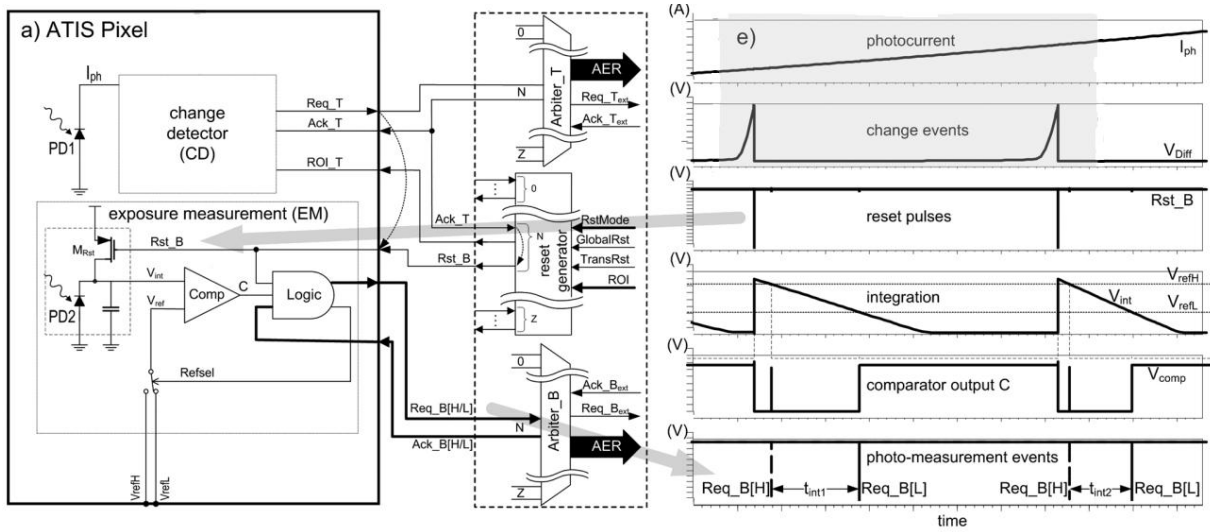 a) ATIS Pixel
I_ph
PD1
change
detector
(CD)
Req_T
Ack_T
ROI_T
exposure measurement (EM)
M_Rst
Rst_B
V_int
V_ref
PD2
Comp
C
Logic
Refsel
VrefH
VrefL
0
N
Z
Arbiter_T
AER
Req_T_ext
Ack_T_ext
0
N
Z
Ack_T
Rst_B
reset
generator
RstMode
GlobalRst
TransRst
ROI
0
N
Z
Req_B[H/L]
Ack_B[H/L]
Arbiter_B
Ack_B_ext
Req_B_ext
AER
(A)
e)
photocurrent
I_ph
(V)
change events
V_Diff
(V)
Rst_B
reset pulses
(V)
V_refH
integration
V_int
V_refL
(V)
comparator output C
V_comp
(V)
photo-measurement events
Req_B[H]
t_int1
Req_B[L]
Req_B[H]
t_int2
Req_B[L]
time